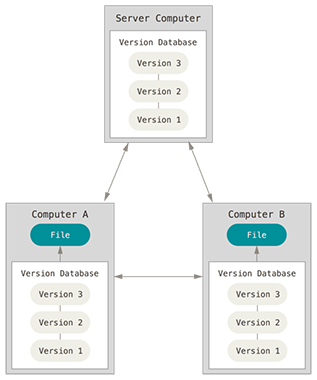 Server Computer
Version Database
Version 3
Version 2
Version 1
Computer A
File
Version Database
Version 3
Version 2
Version 1
Computer B
File
Version Database
Version 3
Version 2
Version 1